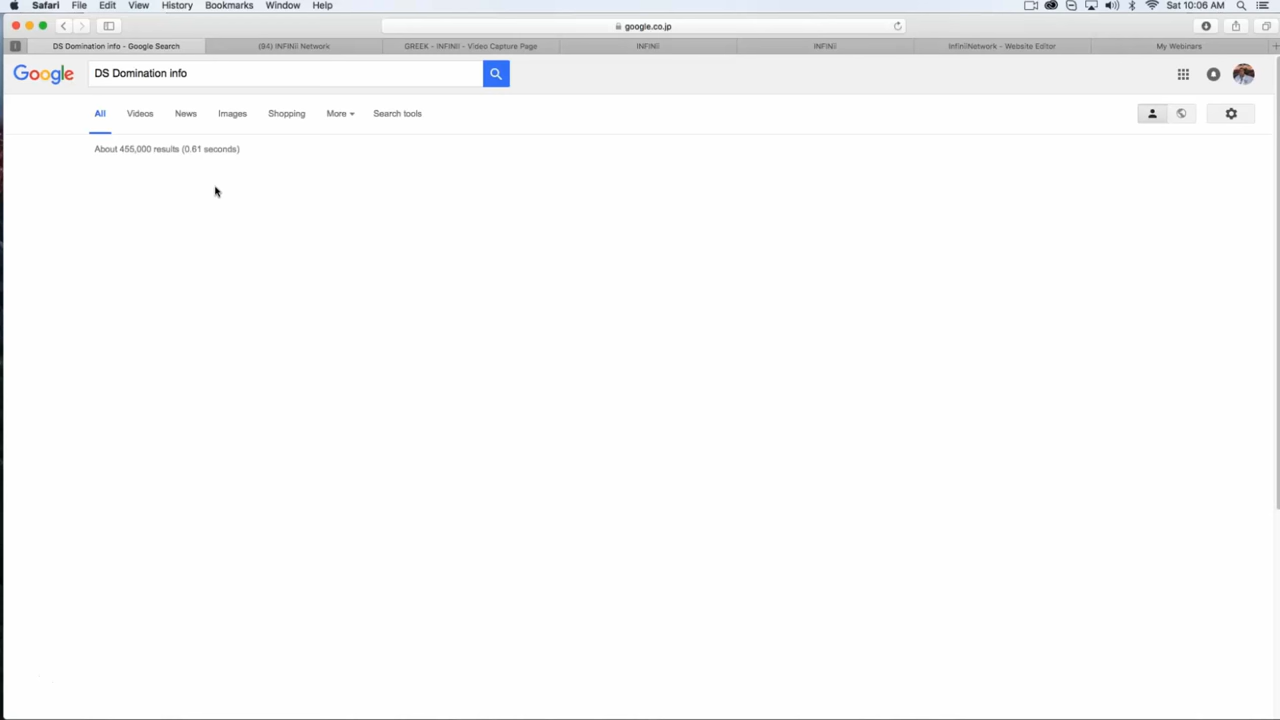 Safari File Edit View History Bookmarks Window Help Sat 10:06 AM
google.co.jp
DS Domination info - Google Search (94) INFINii Network GREEK - INFINII - Video Capture Page INFINii INFINii InfiniiNetwork - Website Editor My Webinars
Google DS Domination info
All Videos News Images Shopping More Search tools
About 455,000 results (0.61 seconds)